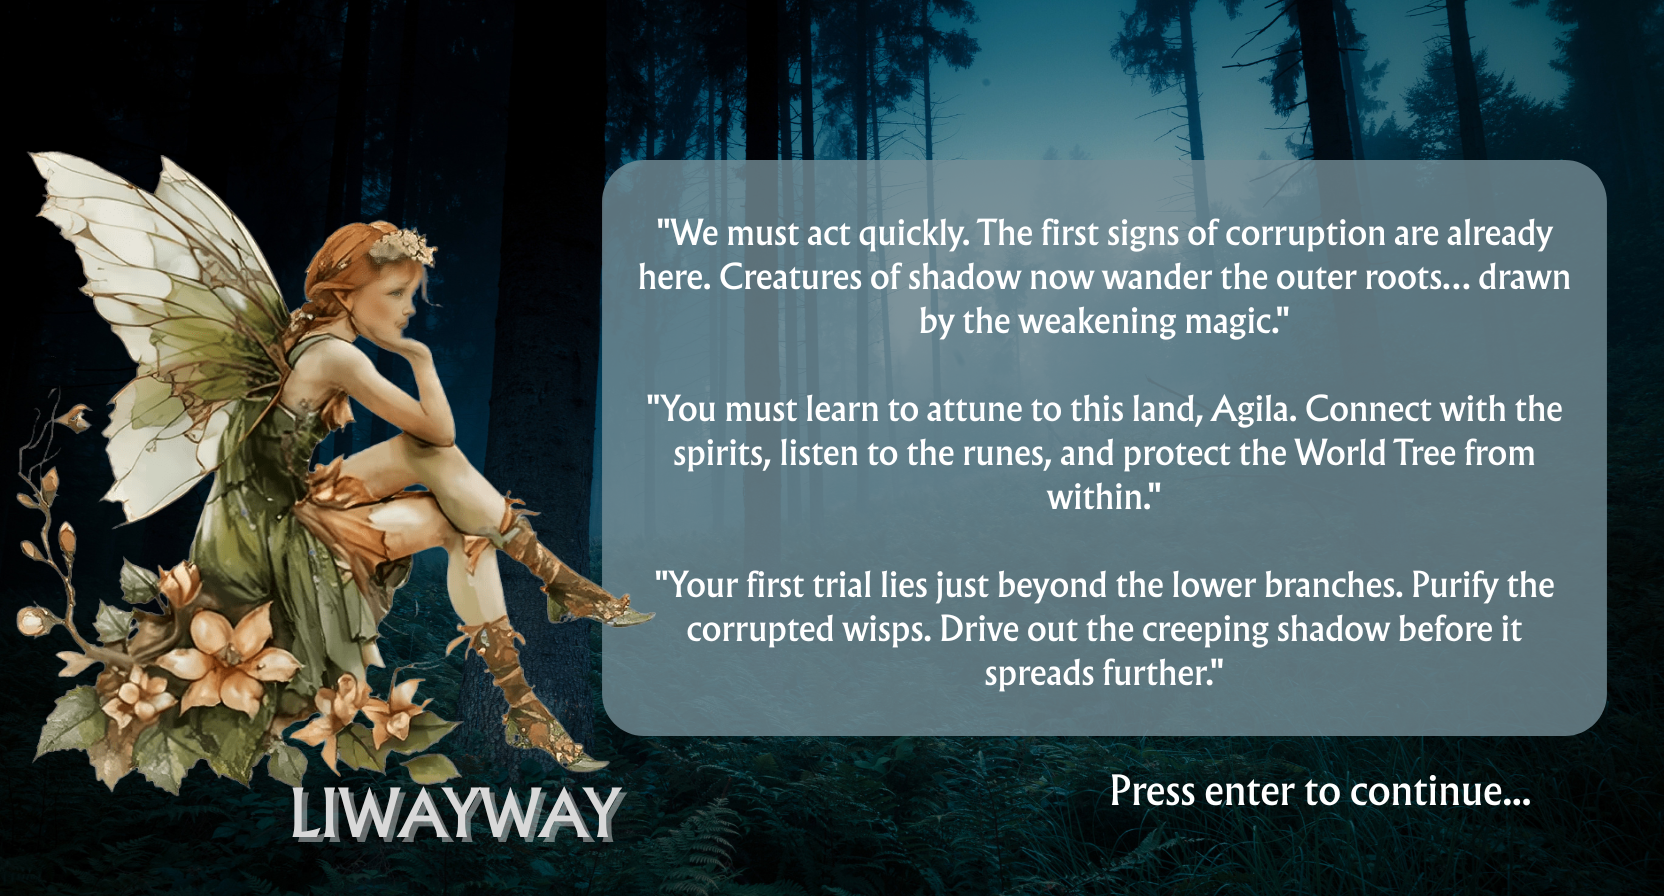 "We must act quickly. The first signs of corruption are already
here. Creatures of shadow now wander the outer roots... drawn
by the weakening magic."
"You must learn to attune to this land, Agila. Connect with the
spirits, listen to the runes, and protect the World Tree from
within."
"Your first trial lies just beyond the lower branches. Purify the
corrupted wisps. Drive out the creeping shadow before it
spreads further."
Press enter to continue...
LIWAYWAY